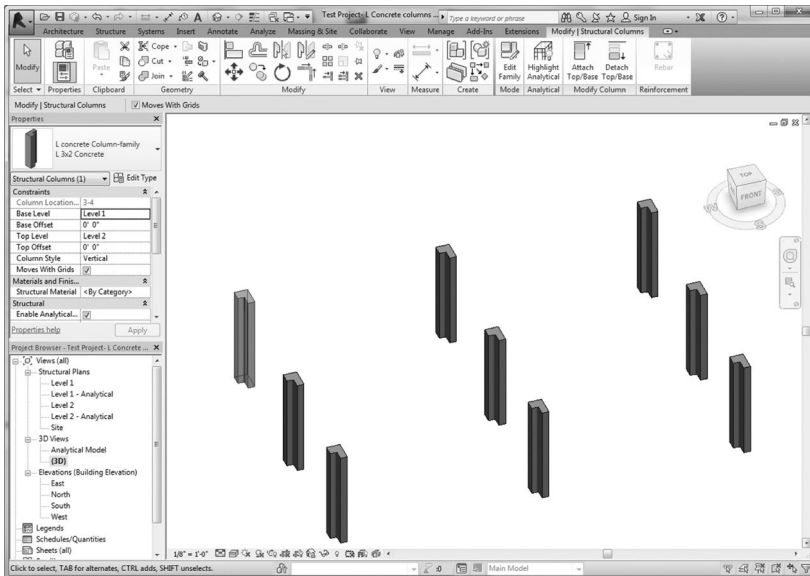 Test Project- L Concrete columns ...
Type a keyword or phrase
Sign In
Architecture Structure Systems Insert Annotate Analyze Massing & Site Collaborate View Manage Add-Ins Extensions Modify | Structural Columns
Modify
Paste
Cope
Cut
Join
Edit Family
Highlight Analytical
Attach Top/Base
Detach Top/Base
Rebar
Select Properties Clipboard Geometry Modify View Measure Create Mode Analytical Modify Column Reinforcement
Modify | Structural Columns Moves With Grids
Properties
L concrete Column-family
L 3x2 Concrete
Structural Columns (1) Edit Type
Constraints
Column Location... 3-4
Base Level Level 1
Base Offset 0' 0"
Top Level Level 2
Top Offset 0' 0"
Column Style Vertical
Moves With Grids
Materials and Finis...
Structural Material <By Category>
Structural
Enable Analytical...
Properties help Apply
Project Browser - Test Project- L Concrete ...
Views (all)
Structural Plans
Level 1
Level 1 - Analytical
Level 2
Level 2 - Analytical
Site
3D Views
Analytical Model
{3D}
Elevations (Building Elevation)
East
North
South
West
Legends
Schedules/Quantities
Sheets (all)
TOP
FRONT
1/8" = 1'-0"
Click to select, TAB for alternates, CTRL adds, SHIFT unselects.
:0
Main Model